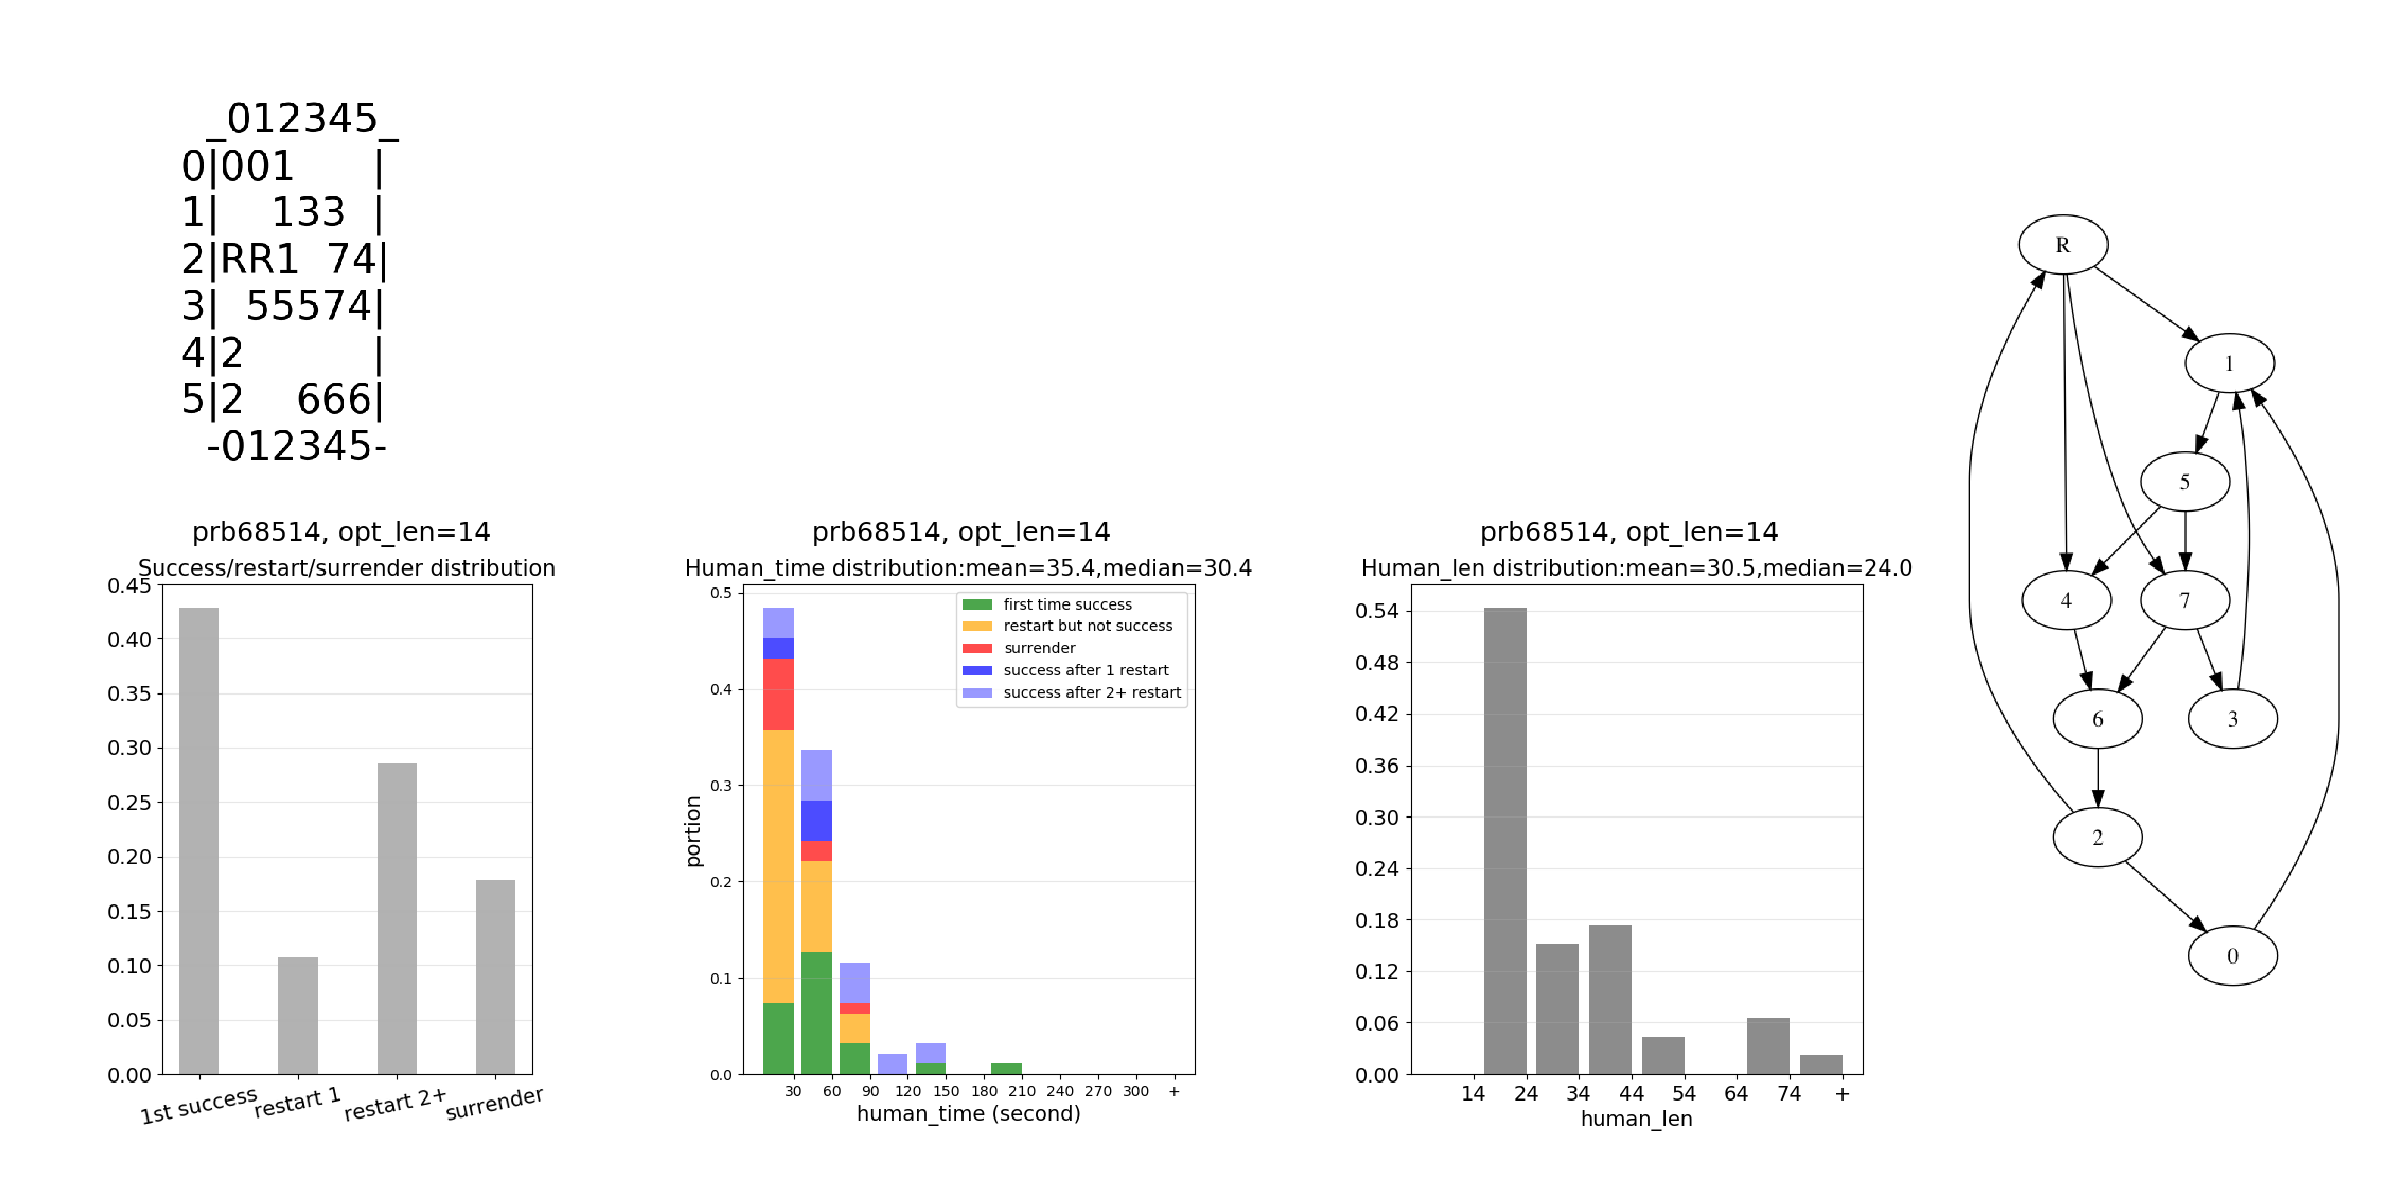 _012345_
0|001      |
1|    133  |
2|RR1  74|
3|  55574|
4|2           |
5|2    666|
-012345-
prb68514, opt_len=14
Success/restart/surrender distribution
0.45
0.40
0.35
0.30
0.25
0.20
0.15
0.10
0.05
0.00
1st success
restart 1
restart 2+
surrender
prb68514, opt_len=14
Human_time distribution:mean=35.4,median=30.4
first time success
restart but not success
surrender
success after 1 restart
success after 2+ restart
portion
0.5
0.4
0.3
0.2
0.1
0.0
30 60 90 120 150 180 210 240 270 300 +
human_time (second)
prb68514, opt_len=14
Human_len distribution:mean=30.5,median=24.0
0.54
0.48
0.42
0.36
0.30
0.24
0.18
0.12
0.06
0.00
14 24 34 44 54 64 74 +
human_len
R
1
5
4
7
6
3
2
0